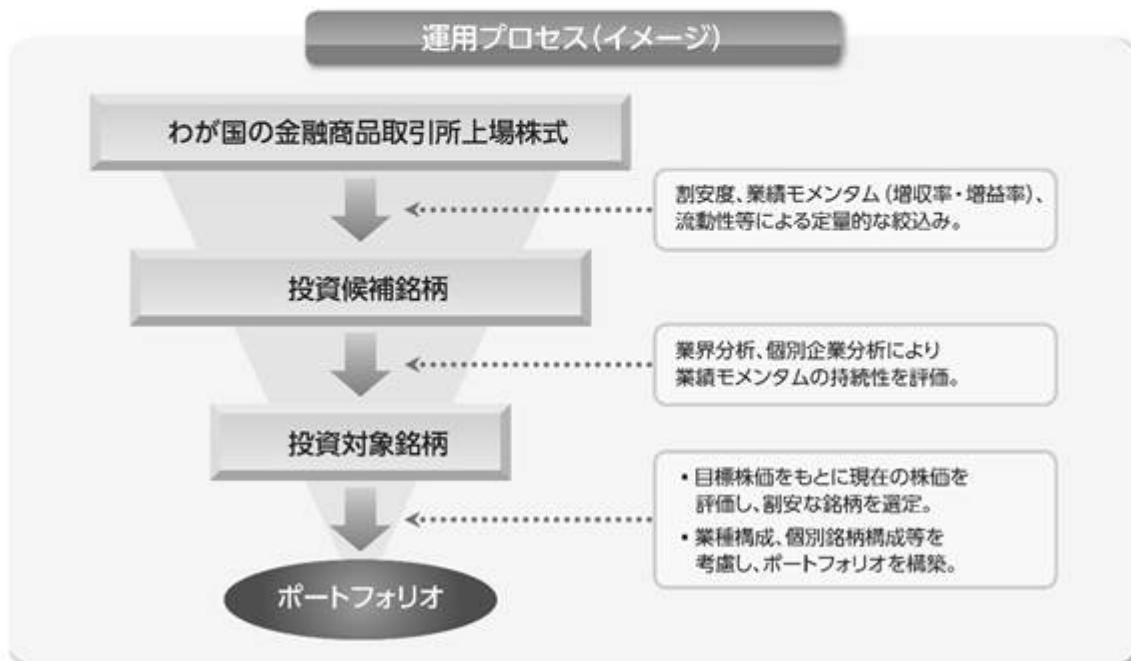 運用プロセス(イメージ)
わが国の金融商品取引所上場株式
割安度、業績モメンタム(増収率・増益率)、
流動性等による定量的な絞込み。
投資候補銘柄
業界分析、個別企業分析により
業績モメンタムの持続性を評価。
投資対象銘柄
・目標株価をもとに現在の株価を
評価し、割安な銘柄を選定。
・業種構成、個別銘柄構成等を
考慮し、ポートフォリオを構築。
ポートフォリオ